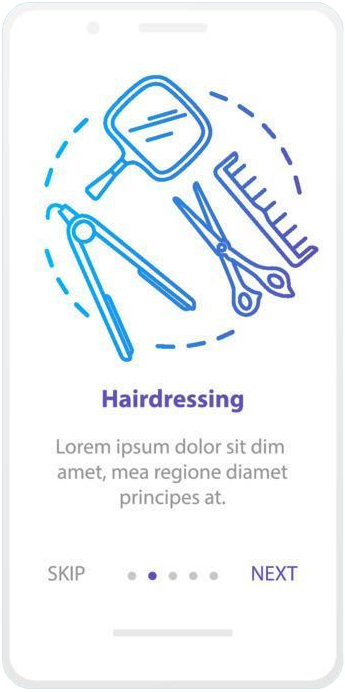 Hairdressing
Lorem ipsum dolor sit dim
amet, mea regione diamet
principes at.
SKIP
NEXT